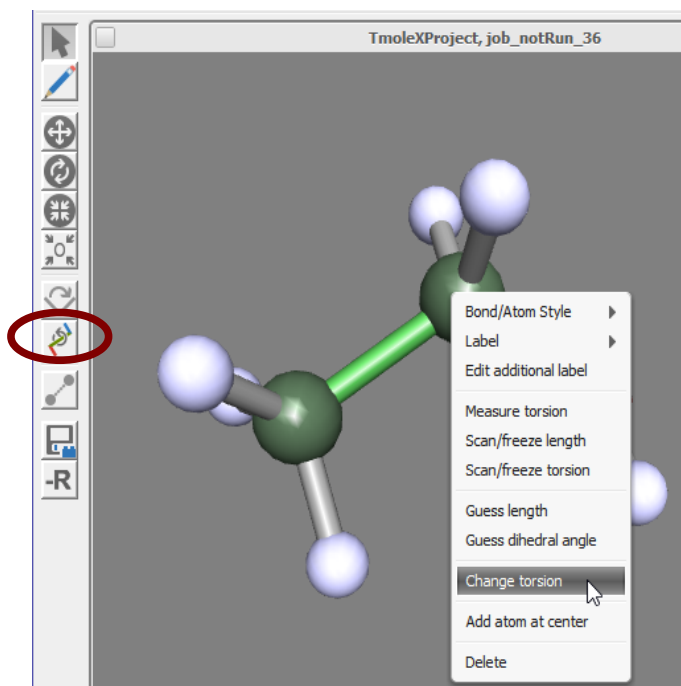 TmoleXProject, job_notRun_36
Bond/Atom Style
Label
Edit additional label
Measure torsion
Scan/freeze length
Scan/freeze torsion
Guess length
Guess dihedral angle
Change torsion
Add atom at center
Delete
-R